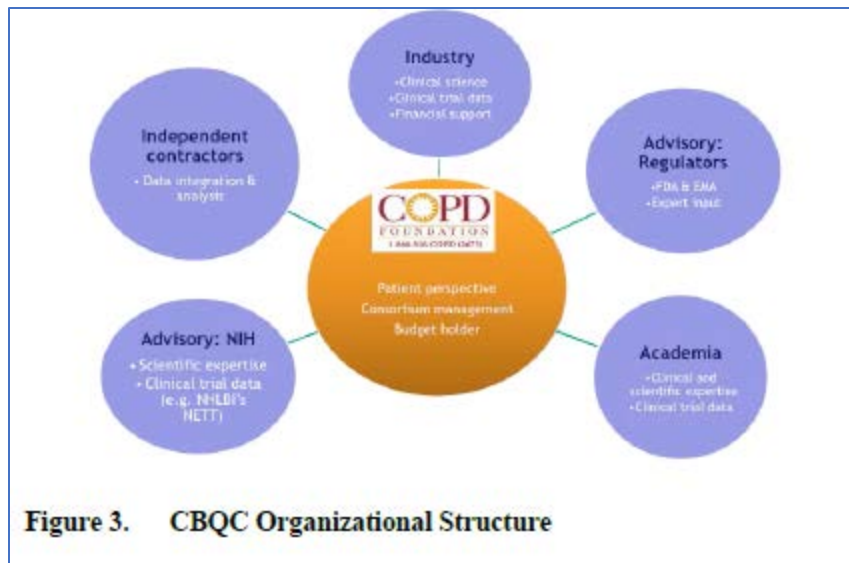 Industry
•Clinical science
•Clinical trial data
•Financial support
Independent
contractors
• Data integration &
analysis
Advisory:
Regulators
•FDA & EMA
•Expert input
COPD
FOUNDATION
Patient perspective
Consortium management
Budget holder
Advisory: NIH
• Scientific expertise
• Clinical trial data
(e.g. NHLBI's
NETT)
Academia
•Clinical and
scientific expertise
•Clinical trial data
Figure 3. CBQC Organizational Structure